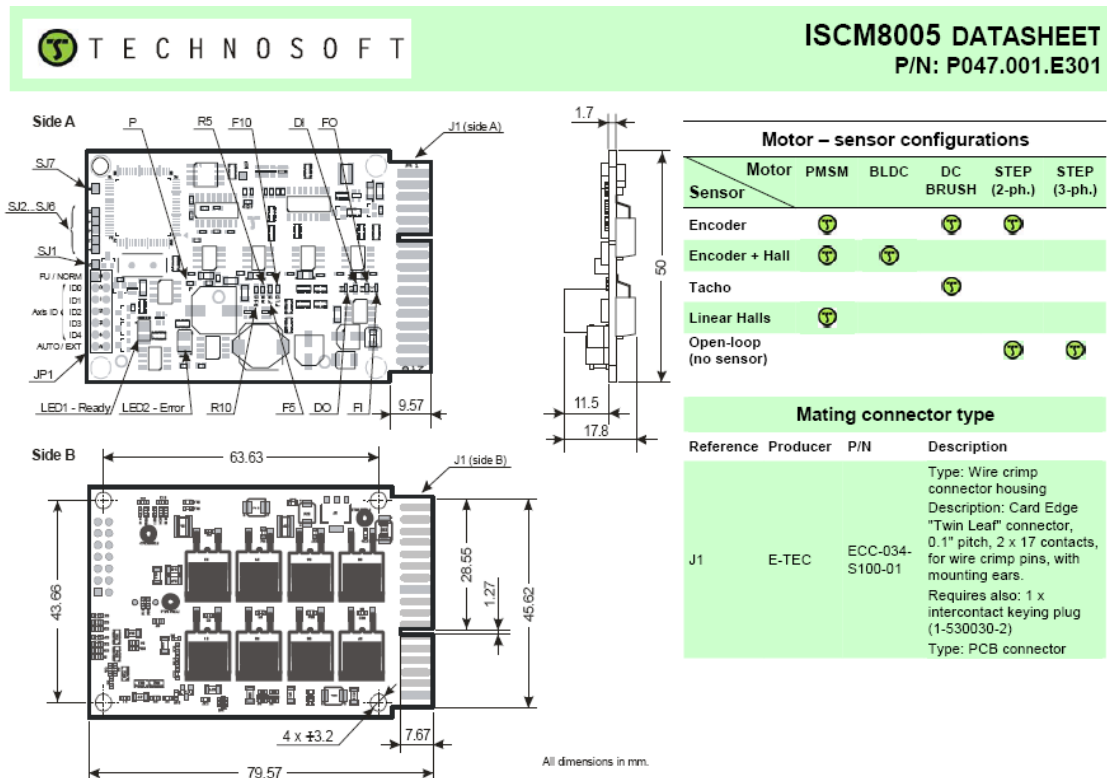 TECHNOSOFT
ISCM8005 DATASHEET
P/N: P047.001.E301
Side A
P
R5
F10
DI
FO
J1 (side A)
SJ7
SJ2...SJ6
SJ1
FU / NORM
ID0
ID1
Axis ID
ID2
ID3
ID4
AUTO / EXT
JP1
LED1 - Ready
LED2 - Error
R10
F5
DO
FI
9.57
1.7
50
11.5
17.8
Side B
63.63
J1 (side B)
43.66
28.55
1.27
45.62
4 x ∓3.2
7.67
79.57
All dimensions in mm.
Motor – sensor configurations
Motor
Sensor
PMSM
BLDC
DC
BRUSH
STEP
(2-ph.)
STEP
(3-ph.)
Encoder
Encoder + Hall
Tacho
Linear Halls
Open-loop
(no sensor)
Mating connector type
Reference Producer P/N Description
J1
E-TEC
ECC-034-
S100-01
Type: Wire crimp
connector housing
Description: Card Edge
"Twin Leaf" connector,
0.1" pitch, 2 x 17 contacts,
for wire crimp pins, with
mounting ears.
Requires also: 1 x
intercontact keying plug
(1-530030-2)
Type: PCB connector